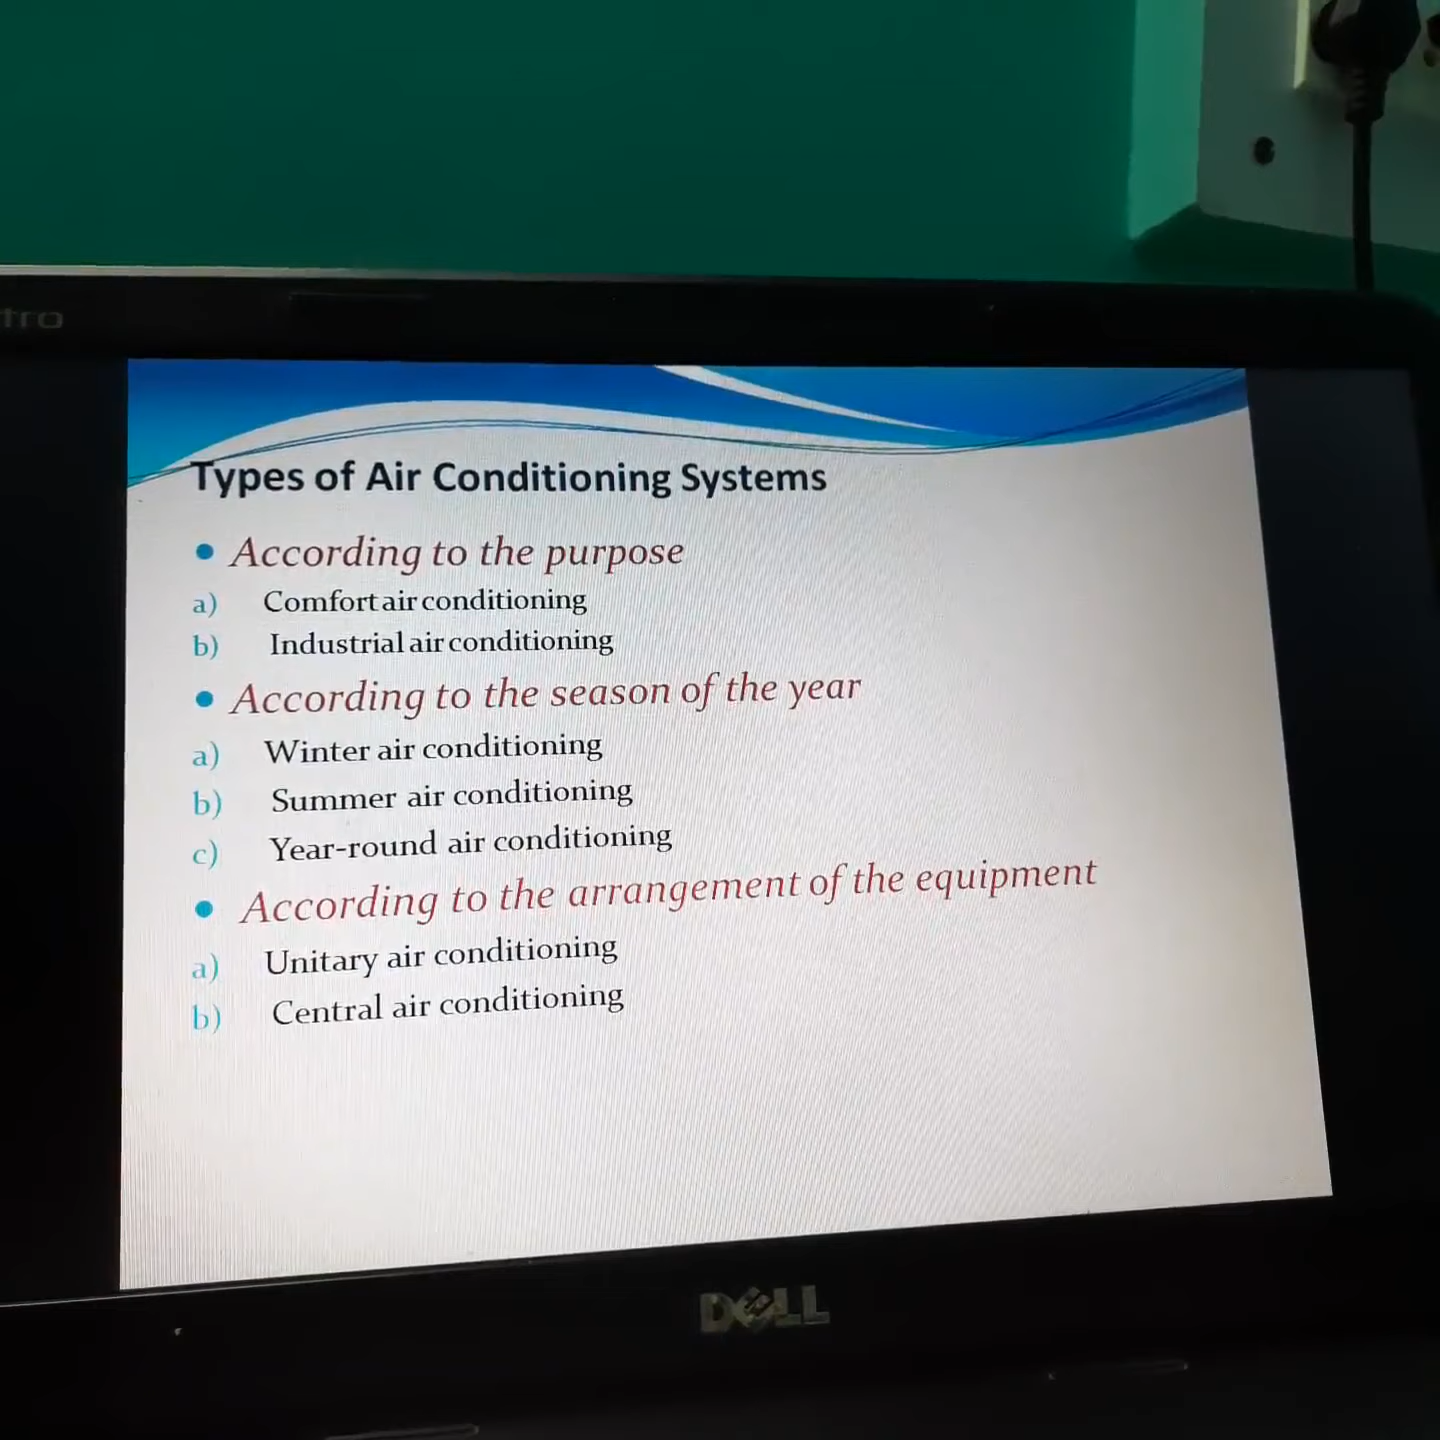 tro
Types of Air Conditioning Systems
• According to the purpose
a) Comfort air conditioning
b) Industrial air conditioning
• According to the season of the year
a) Winter air conditioning
b) Summer air conditioning
c) Year-round air conditioning
• According to the arrangement of the equipment
a) Unitary air conditioning
b) Central air conditioning
DELL